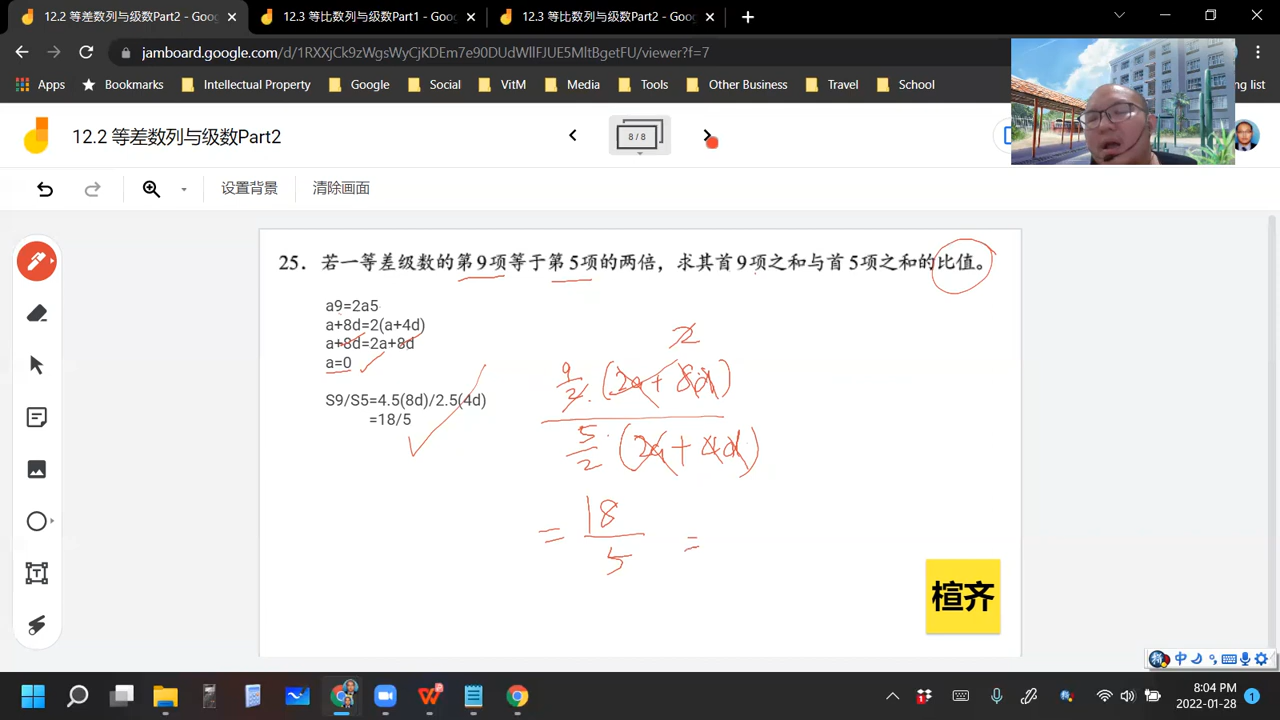 12.2 等差数列与级数Part2 - Goo
12.3 等比数列与级数Part1 - Goog
12.3 等比数列与级数Part2 - Goog
jamboard.google.com/d/1RXXjCk9zWgsWyCjKDEm7e90DUdWllFJUE5MltBgetFU/viewer?f=7
Apps Bookmarks Intellectual Property Google Social VitM Media Tools Other Business Travel School ng list
12.2 等差数列与级数Part2
8 / 8
设置背景 清除画面
25. 若一等差级数的第9项等于第5项的两倍，求其首9项之和与首5项之和的比值。
a9=2a5
a+8d=2(a+4d)
a+8d=2a+8d
a=0
S9/S5=4.5(8d)/2.5(4d)
=18/5
2
9/2 · (2a + 8d)
5/2 · (2a + 4d)
= 18/5 =
楦齐
中
8:04 PM
2022-01-28
1